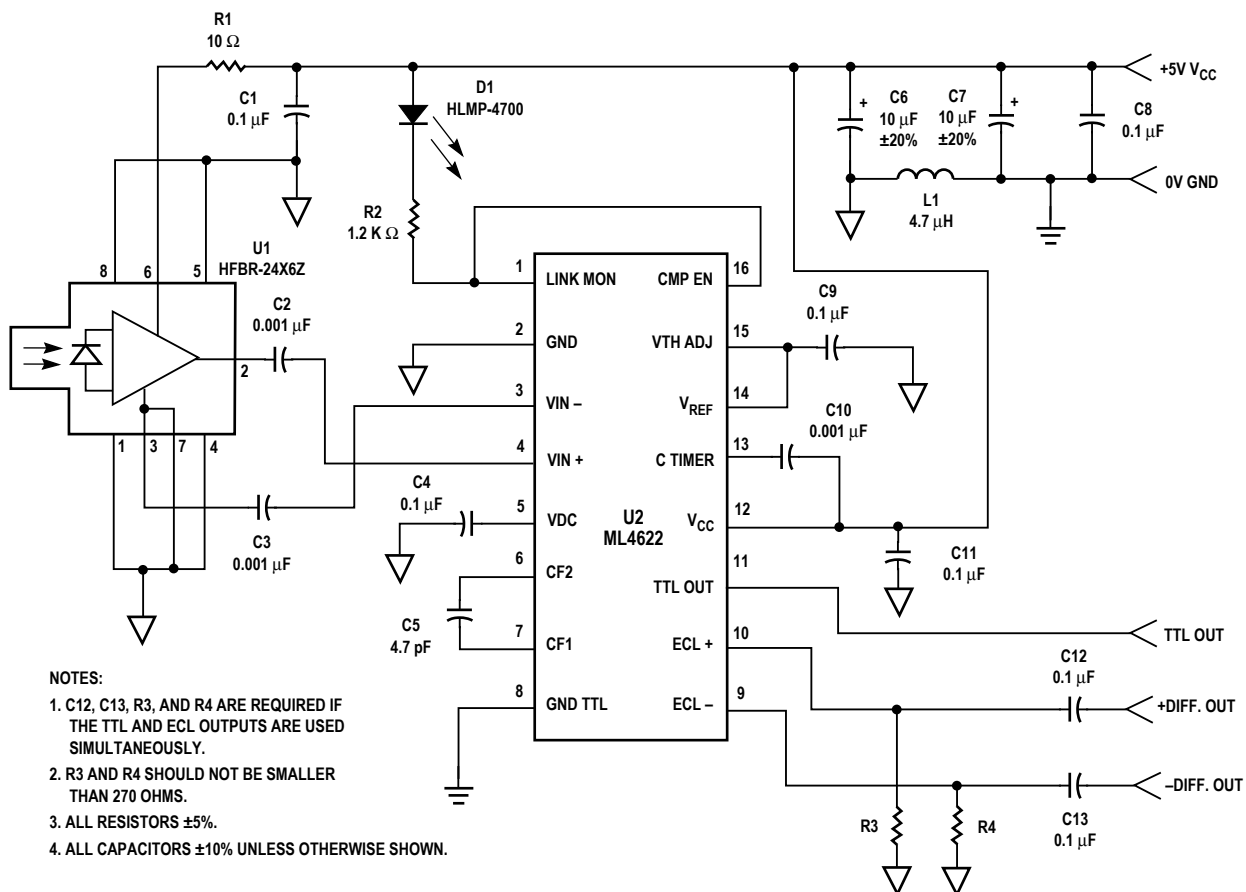 R1
10 Ω
C1
0.1 µF
D1
HLMP-4700
+
C6
10 µF
±20%
C7
10 µF
±20%
+
C8
0.1 µF
+5V VCC
0V GND
L1
4.7 µH
R2
1.2 K Ω
U1
HFBR-24X6Z
8
6
5
2
1
3
7
4
C2
0.001 µF
C3
0.001 µF
C4
0.1 µF
C5
4.7 pF
1
LINK MON
2
GND
3
VIN –
4
VIN +
5
VDC
6
CF2
7
CF1
8
GND TTL
U2
ML4622
CMP EN
16
VTH ADJ
15
VREF
14
C TIMER
13
VCC
12
TTL OUT
11
ECL +
10
ECL –
9
C9
0.1 µF
C10
0.001 µF
C11
0.1 µF
TTL OUT
C12
0.1 µF
+DIFF. OUT
–DIFF. OUT
C13
0.1 µF
R3
R4
NOTES:
1. C12, C13, R3, AND R4 ARE REQUIRED IF
THE TTL AND ECL OUTPUTS ARE USED
SIMULTANEOUSLY.
2. R3 AND R4 SHOULD NOT BE SMALLER
THAN 270 OHMS.
3. ALL RESISTORS ±5%.
4. ALL CAPACITORS ±10% UNLESS OTHERWISE SHOWN.